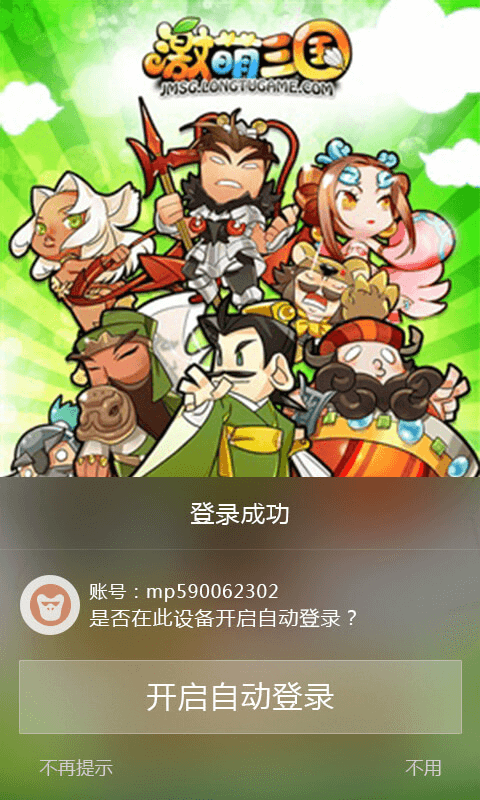 激萌三国
JMSG.LONGTUGAME.COM
登录成功
账号：mp590062302
是否在此设备开启自动登录？
开启自动登录
不再提示
不用